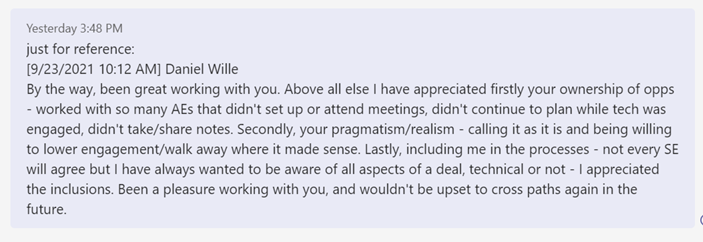 Yesterday 3:48 PM
just for reference:
[9/23/2021 10:12 AM] Daniel Wille
By the way, been great working with you. Above all else I have appreciated firstly your ownership of opps
- worked with so many AEs that didn't set up or attend meetings, didn't continue to plan while tech was
engaged, didn't take/share notes. Secondly, your pragmatism/realism - calling it as it is and being willing
to lower engagement/walk away where it made sense. Lastly, including me in the processes - not every SE
will agree but I have always wanted to be aware of all aspects of a deal, technical or not - I appreciated
the inclusions. Been a pleasure working with you, and wouldn't be upset to cross paths again in the
future.